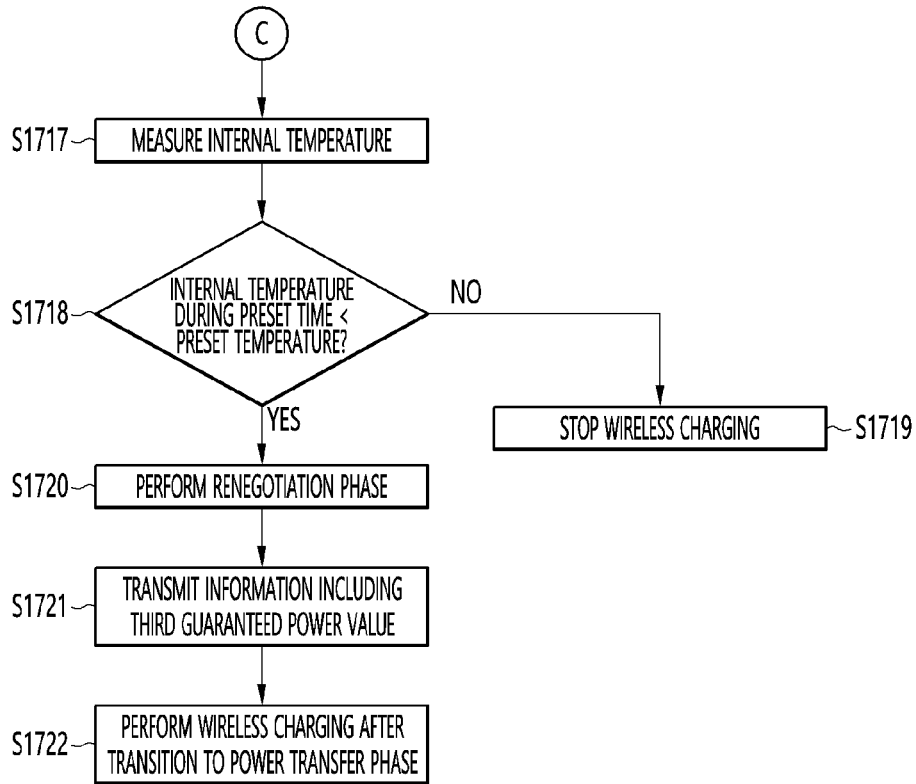 C
S1717
MEASURE INTERNAL TEMPERATURE
S1718
INTERNAL TEMPERATURE
DURING PRESET TIME <
PRESET TEMPERATURE?
NO
YES
STOP WIRELESS CHARGING
S1719
S1720
PERFORM RENEGOTIATION PHASE
S1721
TRANSMIT INFORMATION INCLUDING
THIRD GUARANTEED POWER VALUE
S1722
PERFORM WIRELESS CHARGING AFTER
TRANSITION TO POWER TRANSFER PHASE